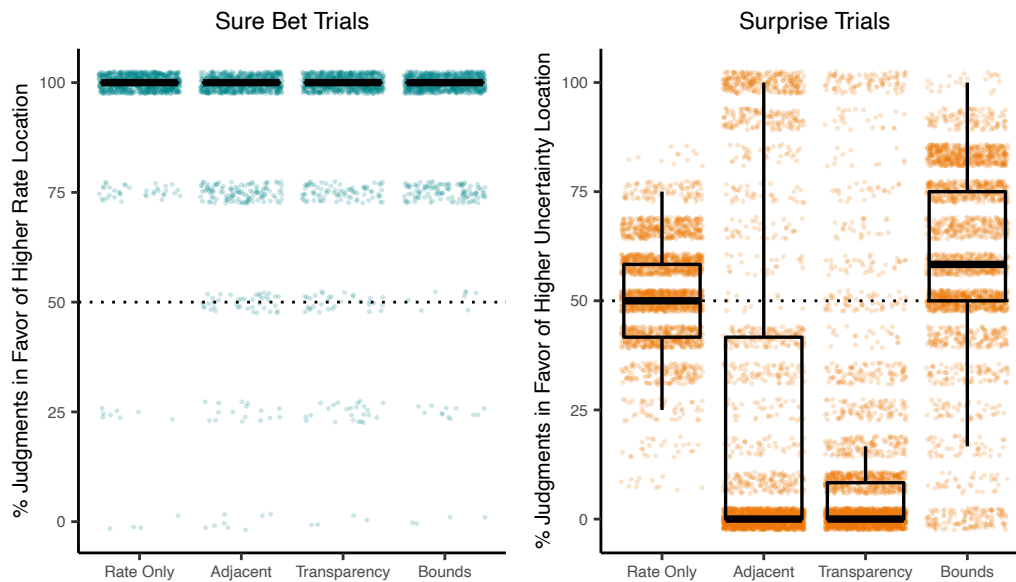 Sure Bet Trials
% Judgments in Favor of Higher Rate Location
100
75
50
25
0
Rate Only Adjacent Transparency Bounds
Surprise Trials
% Judgments in Favor of Higher Uncertainty Location
100
75
50
25
0
Rate Only Adjacent Transparency Bounds